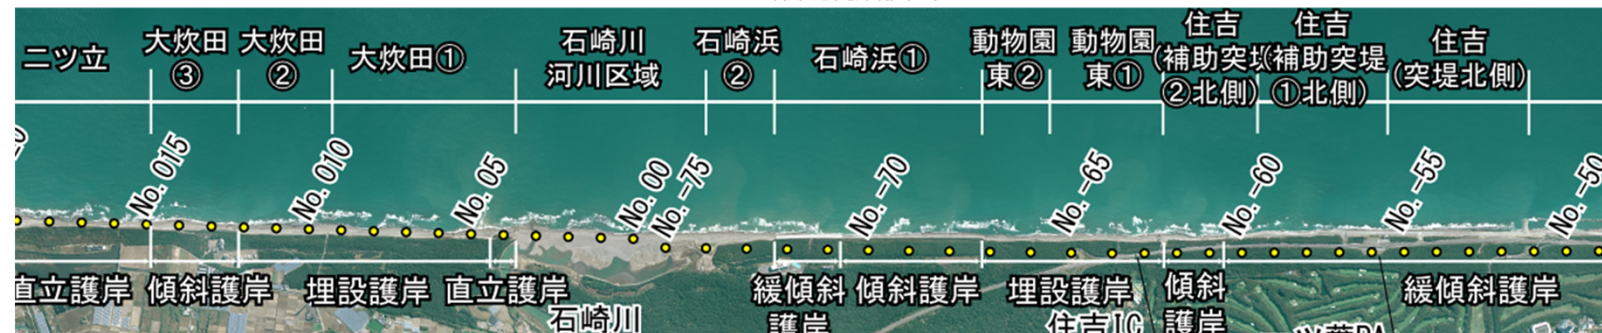 二ツ立
大炊田
③
大炊田
②
大炊田①
石崎川
河川区域
石崎浜
②
石崎浜①
動物園
東②
動物園
東①
住吉
(補助突堤
②北側)
住吉
(補助突堤
①北側)
住吉
(突堤北側)
No. 015
No. 010
No. 05
No. 00
No. -75
No. -70
No. -65
No. -60
No. -55
No. -50
直立護岸
傾斜護岸
埋設護岸
直立護岸
緩傾斜
護岸
傾斜護岸
埋設護岸
傾斜
護岸
緩傾斜護岸
石崎川
住吉IC